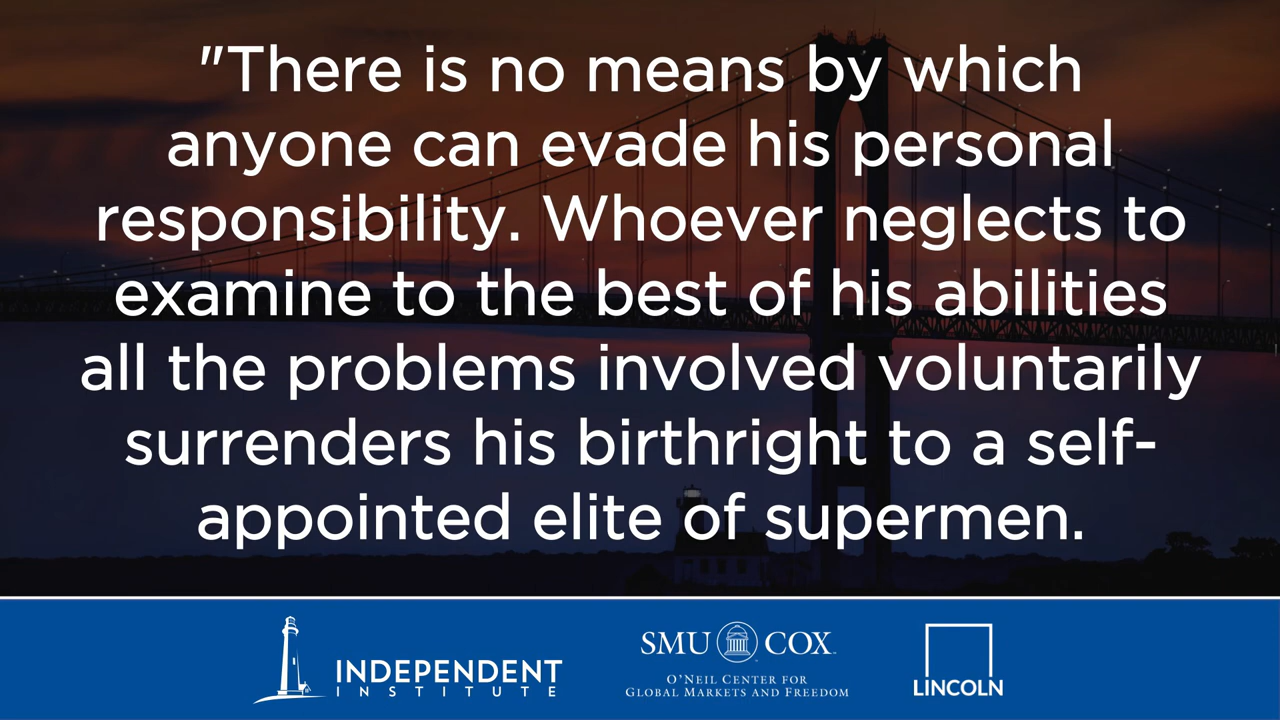 "There is no means by which
anyone can evade his personal
responsibility. Whoever neglects to
examine to the best of his abilities
all the problems involved voluntarily
surrenders his birthright to a self-
appointed elite of supermen.
INDEPENDENT
INSTITUTE
SMU COX
O'NEIL CENTER FOR
GLOBAL MARKETS AND FREEDOM
LINCOLN